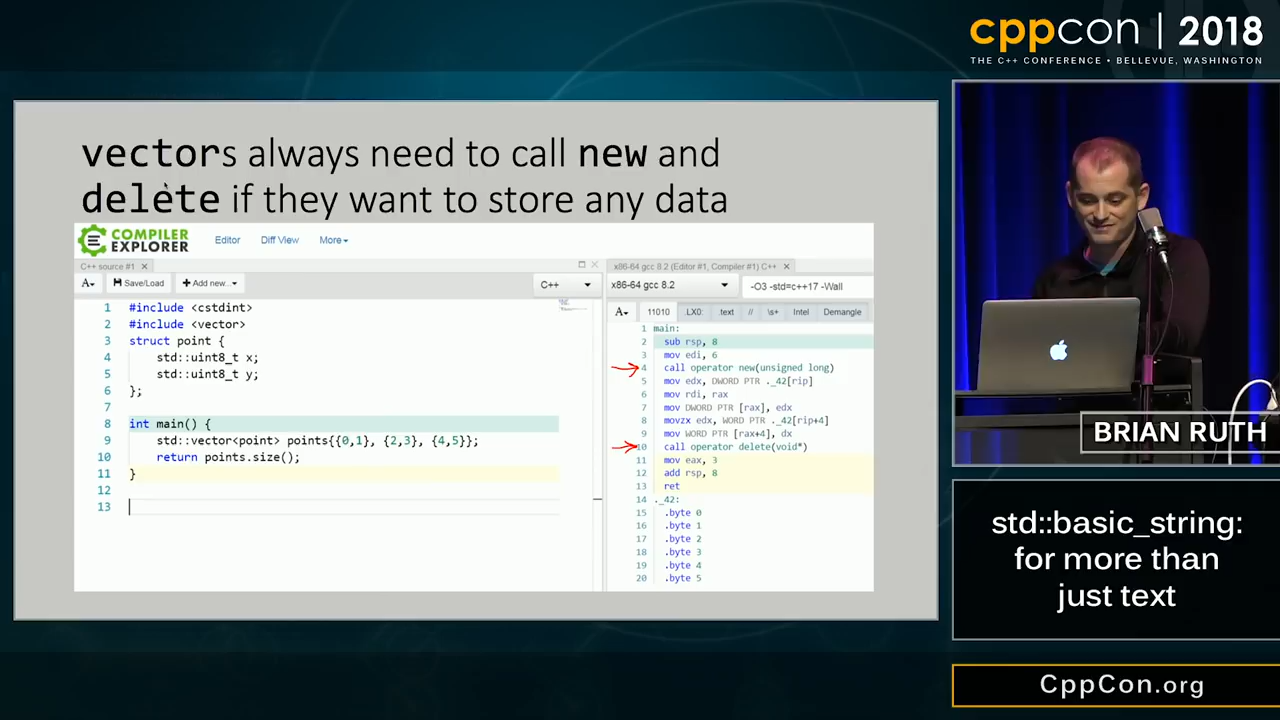 cppcon | 2018
THE C++ CONFERENCE • BELLEVUE, WASHINGTON
vectors always need to call new and
delete if they want to store any data
COMPILER
EXPLORER
Editor
Diff View
More
C++ source #1
A
Save/Load
Add new...
C++
1 #include <cstdint>
2 #include <vector>
3 struct point {
4 std::uint8_t x;
5 std::uint8_t y;
6 };
7
8 int main() {
9 std::vector<point> points{{0,1}, {2,3}, {4,5}};
10 return points.size();
11 }
12
13
x86-64 gcc 8.2 (Editor #1, Compiler #1) C++
x86-64 gcc 8.2
-O3 -std=c++17 -Wall
A
11010
LX0:
.text
//
\s+
Intel
Demangle
1 main:
2 sub rsp, 8
3 mov edi, 6
4 call operator new(unsigned long)
5 mov edx, DWORD PTR ._42[rip]
6 mov rdi, rax
7 mov DWORD PTR [rax], edx
8 movzx edx, WORD PTR ._42[rip+4]
9 mov WORD PTR [rax+4], dx
10 call operator delete(void*)
11 mov eax, 3
12 add rsp, 8
13 ret
14 ._42:
15 .byte 0
16 .byte 1
17 .byte 2
18 .byte 3
19 .byte 4
20 .byte 5
BRIAN RUTH
std::basic_string:
for more than
just text
CppCon.org